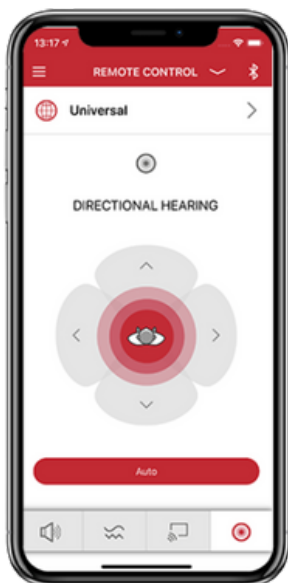 13:17
REMOTE CONTROL
Universal
DIRECTIONAL HEARING
Auto